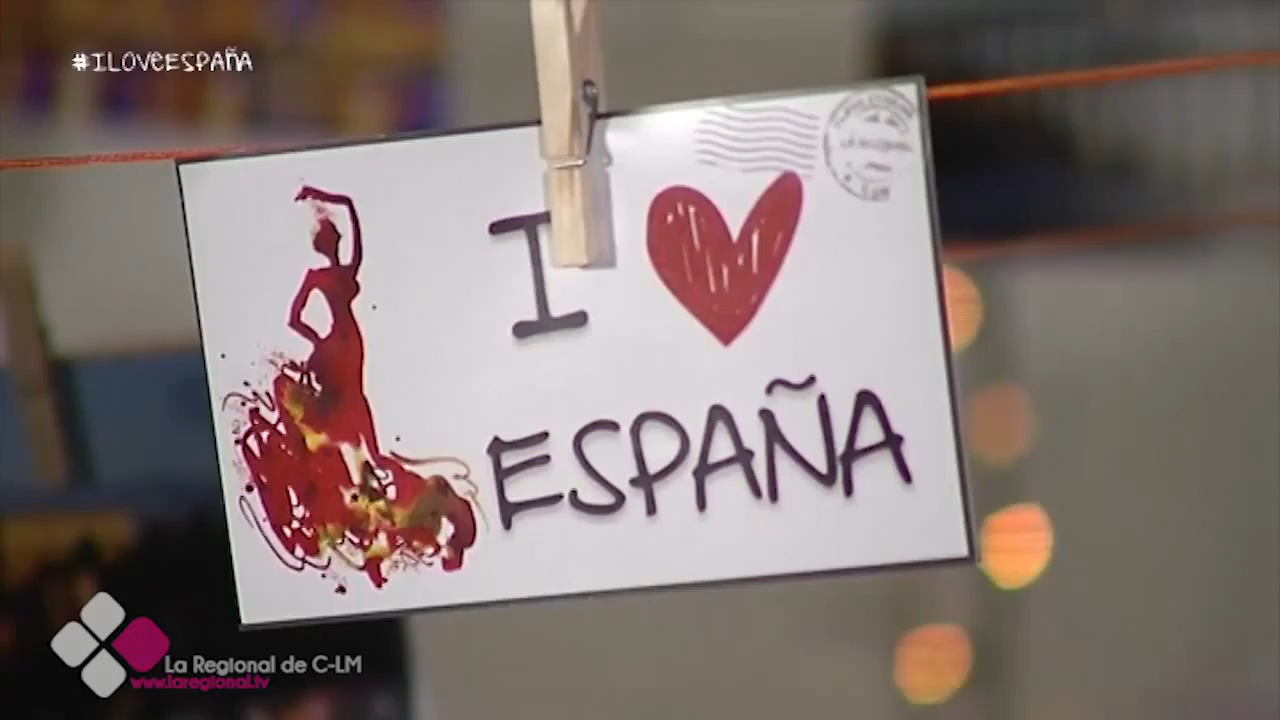 #ILOVEESPAÑA
I
ESPAÑA
La Regional de C-LM
www.laregional.tv